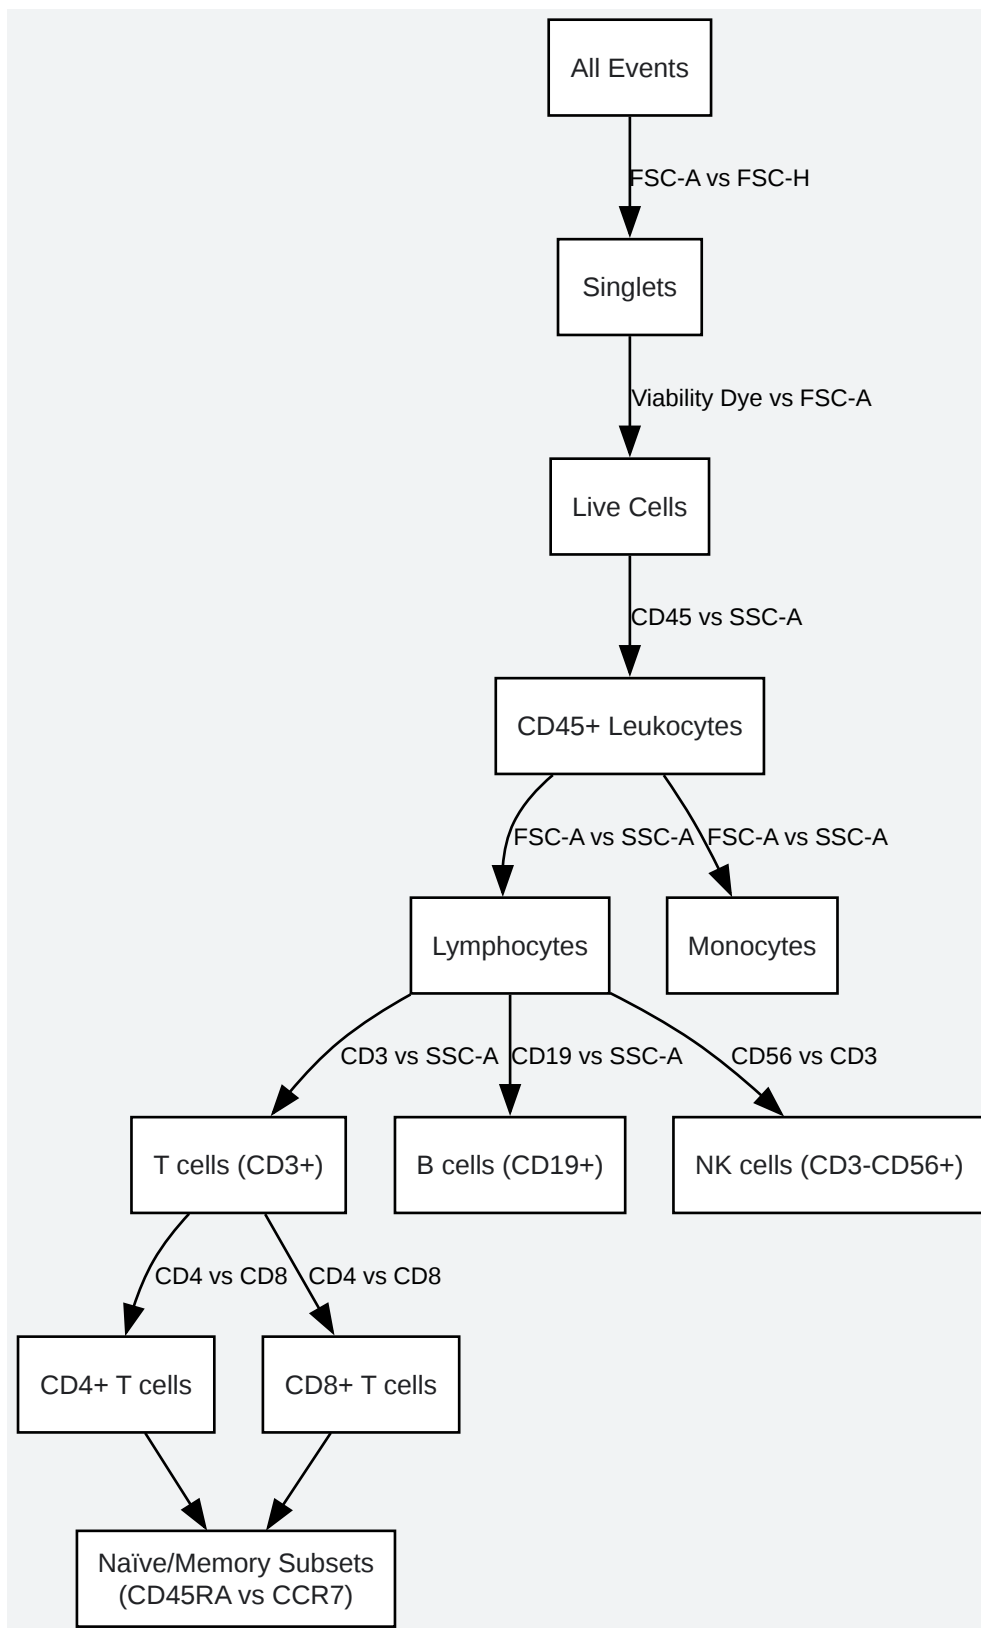 All Events
FSC-A vs FSC-H
Singlets
Viability Dye vs FSC-A
Live Cells
CD45 vs SSC-A
CD45+ Leukocytes
FSC-A vs SSC-A
FSC-A vs SSC-A
Lymphocytes
Monocytes
CD3 vs SSC-A
CD19 vs SSC-A
CD56 vs CD3
T cells (CD3+)
B cells (CD19+)
NK cells (CD3-CD56+)
CD4 vs CD8
CD4 vs CD8
CD4+ T cells
CD8+ T cells
Naïve/Memory Subsets
(CD45RA vs CCR7)